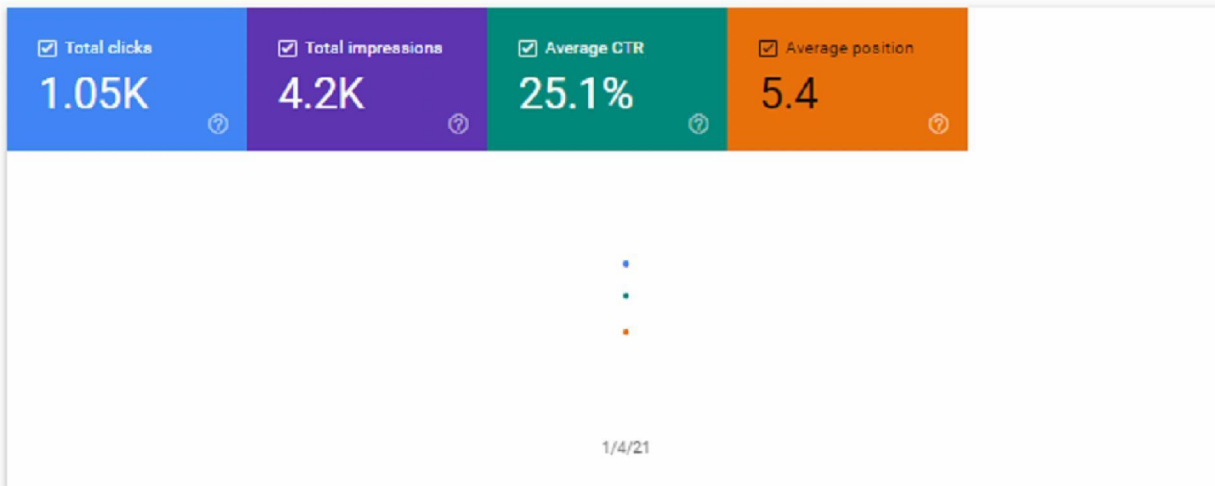 Total clicks
1.05K
Total impressions
4.2K
Average CTR
25.1%
Average position
5.4
1/4/21